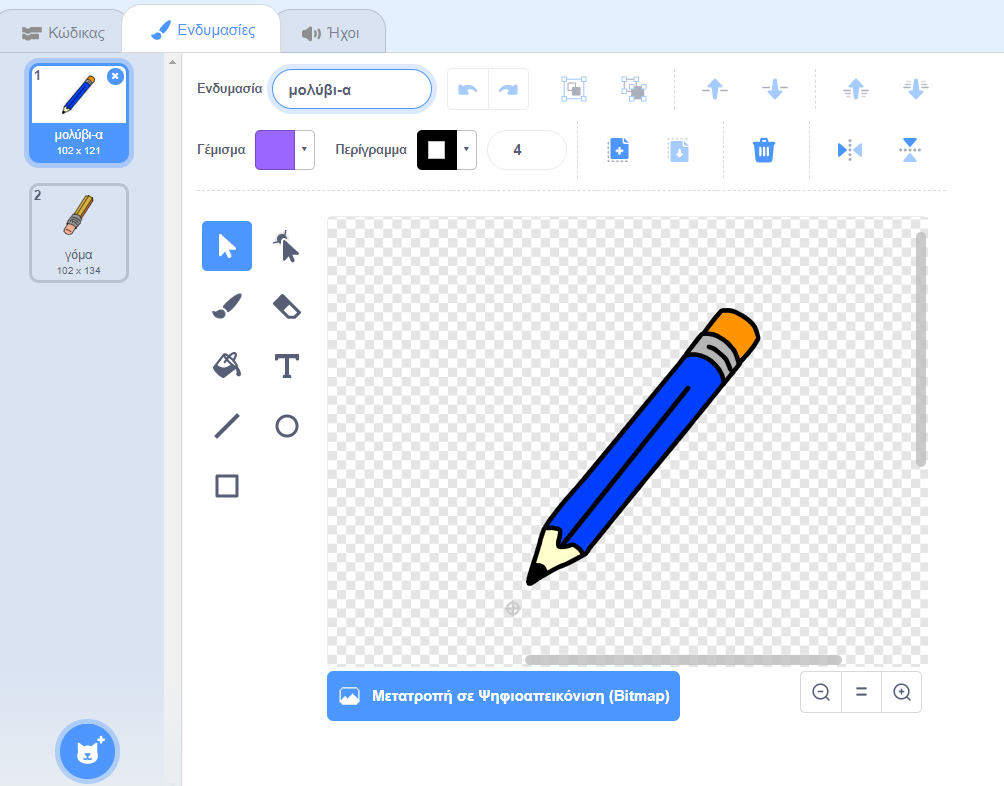 Κώδικας
Ενδυμασίες
Ήχοι
1
μολύβι-α
102 x 121
2
γόμα
102 x 134
Ενδυμασία
μολύβι-α
Γέμισμα
Περίγραμμα
4
Μετατροπή σε Ψηφιοαπεικόνιση (Bitmap)